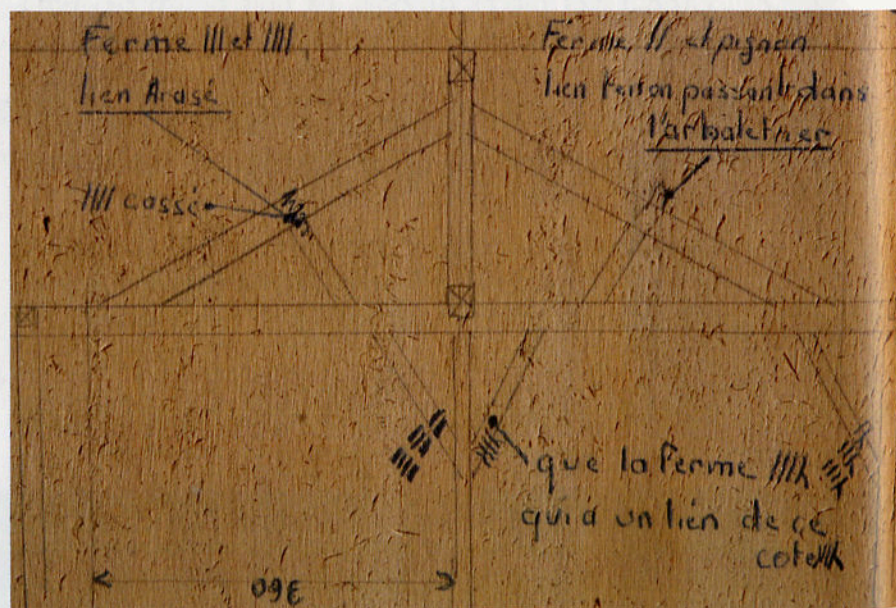 Ferme III et IIII
lien Arasé
IIII cassé
Ferme II et pignon
lien passant dans
l'arbaletrier
que la Ferme IIII
qui a un lien de ce
coté
360